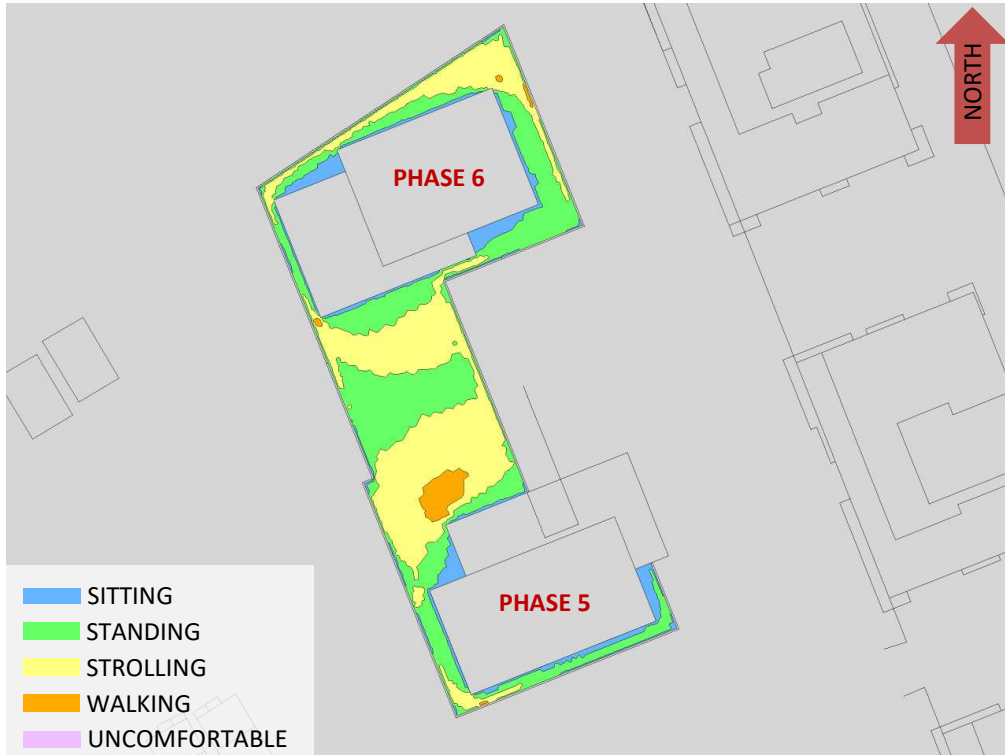 NORTH
PHASE 6
PHASE 5
SITTING
STANDING
STROLLING
WALKING
UNCOMFORTABLE